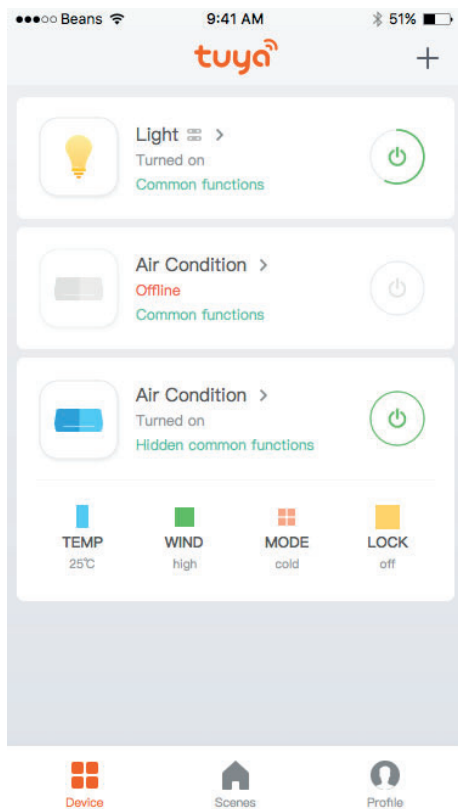 Beans 9:41 AM 51%
tuya
Light
Turned on
Common functions
Air Condition
Offline
Common functions
Air Condition
Turned on
Hidden common functions
TEMP WIND MODE LOCK
25℃ high cold off
Device Scenes Profile